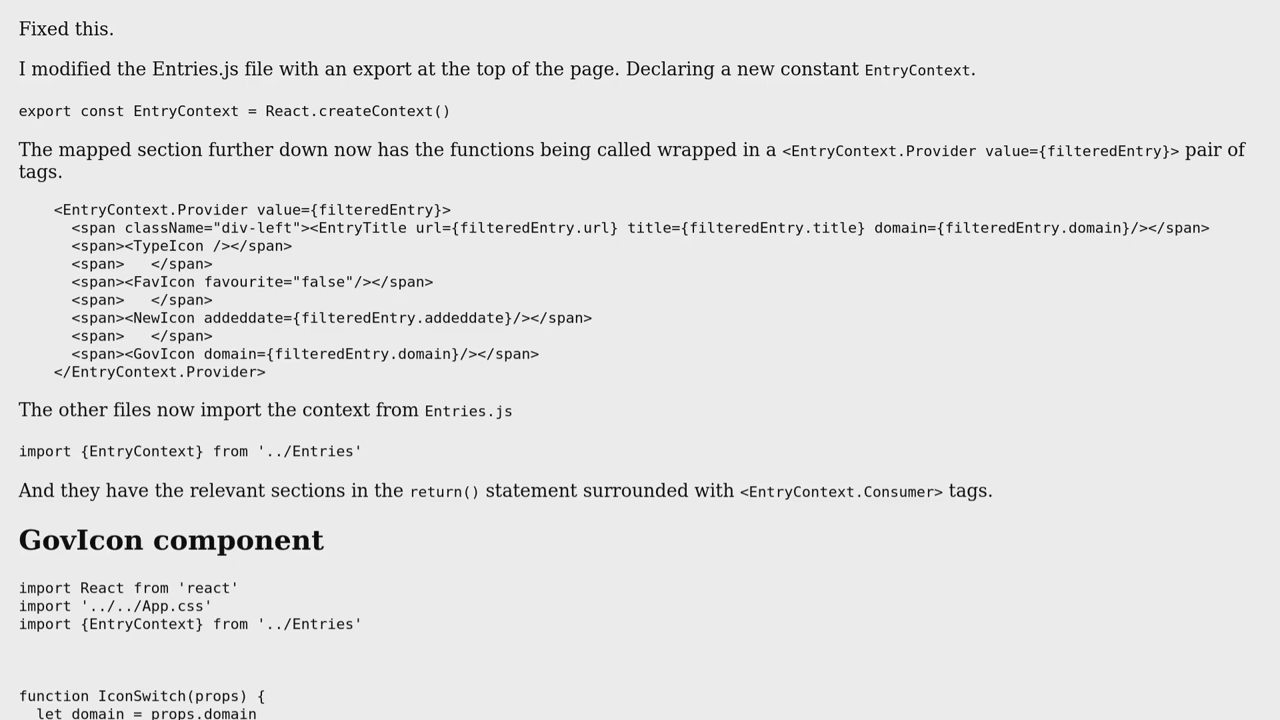 Fixed this.
I modified the Entries.js file with an export at the top of the page. Declaring a new constant EntryContext.
export const EntryContext = React.createContext()
The mapped section further down now has the functions being called wrapped in a <EntryContext.Provider value={filteredEntry}> pair of
tags.
    <EntryContext.Provider value={filteredEntry}>
      <span className="div-left"><EntryTitle url={filteredEntry.url} title={filteredEntry.title} domain={filteredEntry.domain}/></span>
      <span><TypeIcon /></span>
      <span>   </span>
      <span><FavIcon favourite="false"/></span>
      <span>   </span>
      <span><NewIcon addeddate={filteredEntry.addeddate}/></span>
      <span>   </span>
      <span><GovIcon domain={filteredEntry.domain}/></span>
    </EntryContext.Provider>
The other files now import the context from Entries.js
import {EntryContext} from '../Entries'
And they have the relevant sections in the return() statement surrounded with <EntryContext.Consumer> tags.
GovIcon component
import React from 'react'
import '../../App.css'
import {EntryContext} from '../Entries'
function IconSwitch(props) {
  let domain = props.domain